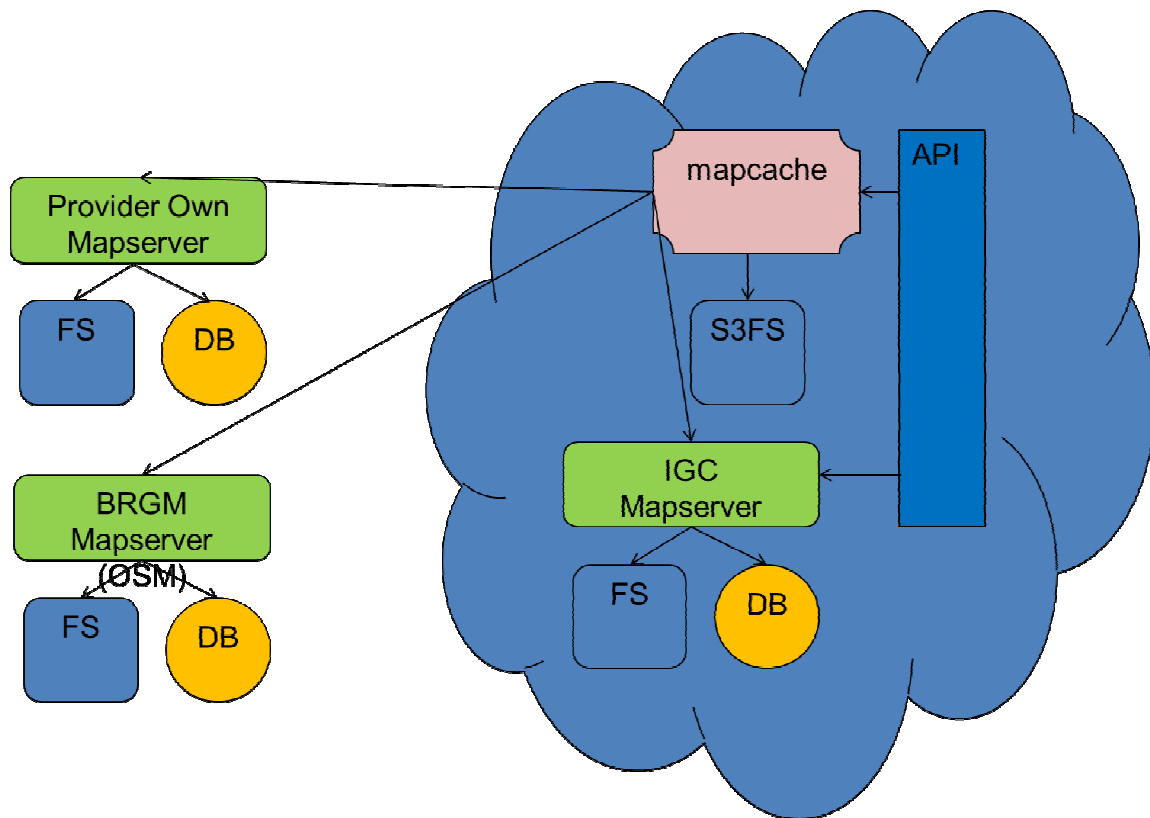 mapcache
API
Provider Own
Mapserver
FS
DB
S3FS
IGC
Mapserver
BRGM
Mapserver
(OSM)
FS
DB
FS
DB